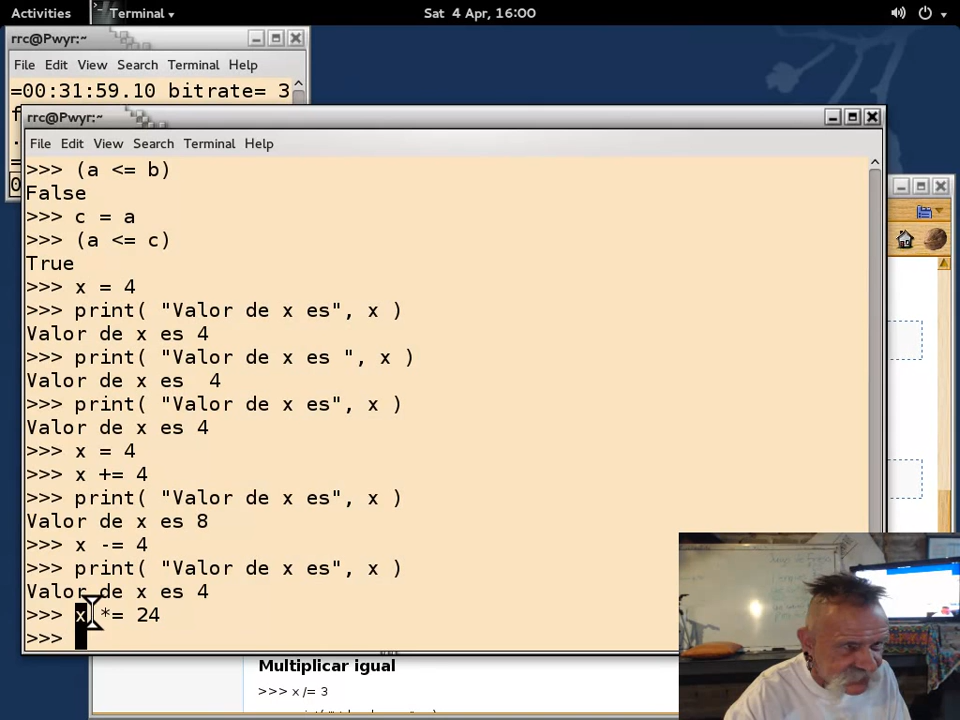 Activities Terminal Sat 4 Apr, 16:00
rrc@Pwyr:~
File Edit View Search Terminal Help
=00:31:59.10 bitrate= 3
rrc@Pwyr:~
File Edit View Search Terminal Help
>>> (a <= b)
False
>>> c = a
>>> (a <= c)
True
>>> x = 4
>>> print( "Valor de x es", x )
Valor de x es 4
>>> print( "Valor de x es ", x )
Valor de x es  4
>>> print( "Valor de x es", x )
Valor de x es 4
>>> x = 4
>>> x += 4
>>> print( "Valor de x es", x )
Valor de x es 8
>>> x -= 4
>>> print( "Valor de x es", x )
Valor de x es 4
>>> x *= 24
>>>
Multiplicar igual
>>> x /= 3